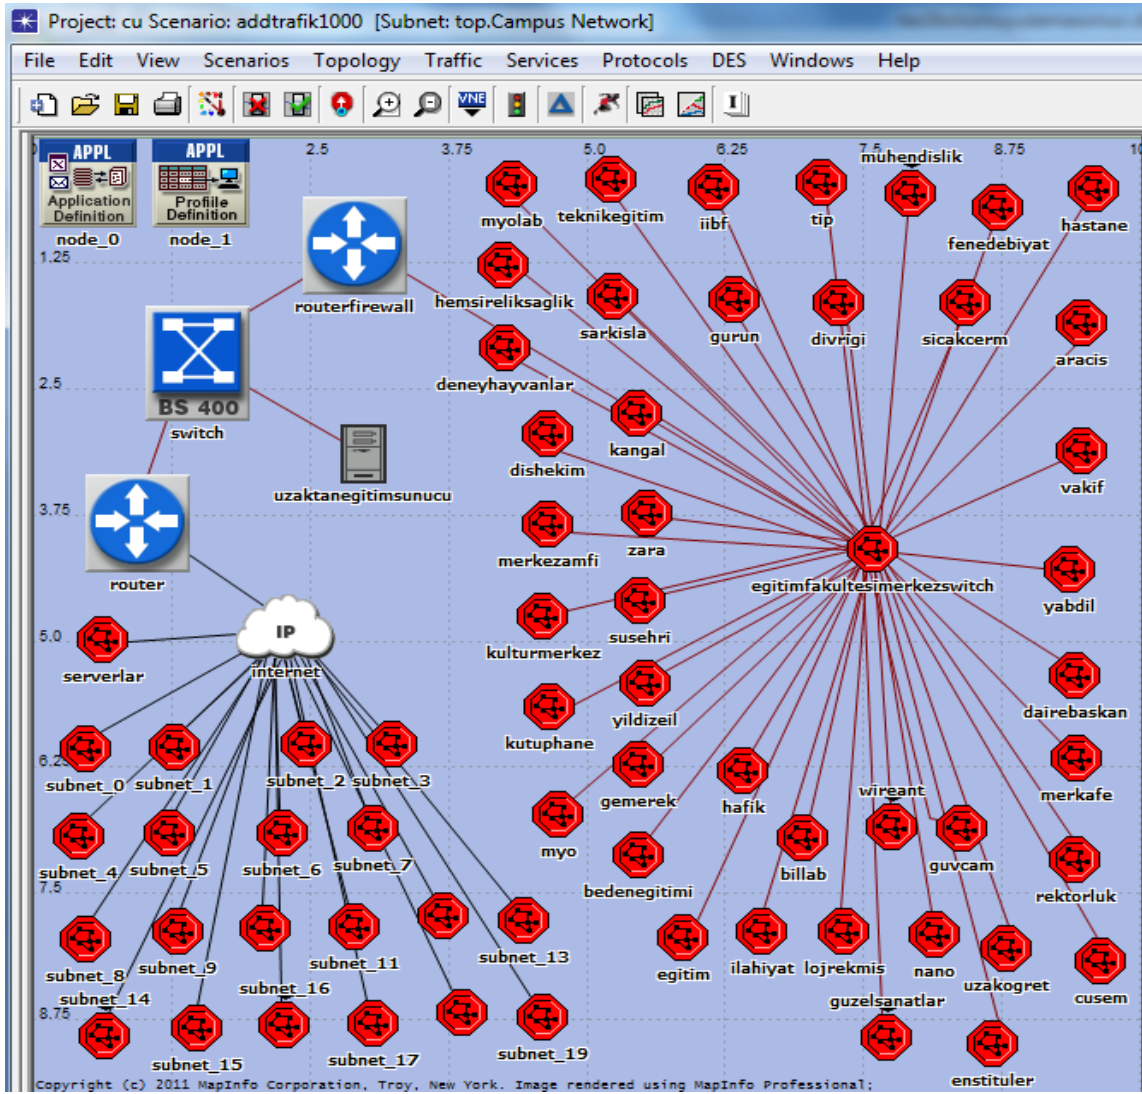 Project: cu Scenario: addtrafik1000 [Subnet: top.Campus Network]
File Edit View Scenarios Topology Traffic Services Protocols DES Windows Help
VNE
2.5 3.75 5.0 6.25 7.5 8.75 10
APPL
Application
Definition
node_0
APPL
Profiile
Definition
node_1
myolab
teknikegitim
iibf
tip
muhendislik
fenedebiyat
hastane
1.25
routerfirewall
hemsireliksaglik
sarkisla
gurun
divrigi
sicakcerm
aracis
2.5
BS 400
switch
deneyhayvanlar
kangal
uzaktanegitimsunucu
dishekim
vakif
3.75
router
merkezamfi
zara
egitimfakultesimerkezswitch
yabdil
5.0
IP
internet
serverlar
kulturmerkez
susehri
kutuphane
yildizeil
dairebaskan
6.25
subnet_0
subnet_1
subnet_2
subnet_3
gemerek
hafik
wireant
merkafe
subnet_4
subnet_5
subnet_6
subnet_7
myo
bedenegitimi
billab
guvcam
rektorluk
7.5
subnet_8
subnet_9
subnet_11
subnet_13
egitim
ilahiyat
lojrekmis
nano
uzakogret
cusem
subnet_14
subnet_16
guzelsanatlar
8.75
subnet_15
subnet_17
subnet_19
enstituler
Copyright (c) 2011 MapInfo Corporation, Troy, New York. Image rendered using MapInfo Professional;